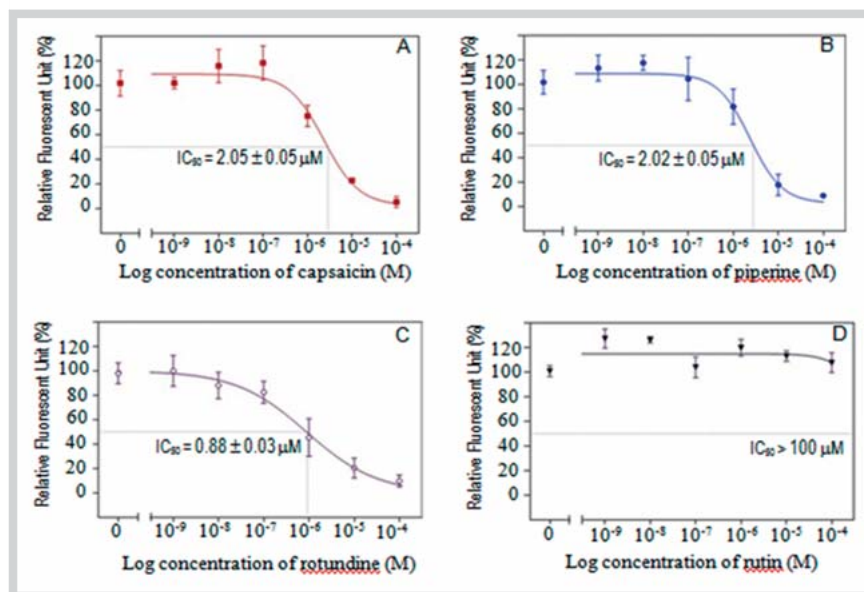 A
Relative Fluorescent Unit (%)
120
100
80
60
40
20
0
IC₅₀ = 2.05 ± 0.05 μM
0 10⁻⁹ 10⁻⁸ 10⁻⁷ 10⁻⁶ 10⁻⁵ 10⁻⁴
Log concentration of capsaicin (M)
B
Relative Fluorescent Unit (%)
120
100
80
60
40
20
0
IC₅₀ = 2.02 ± 0.05 μM
0 10⁻⁹ 10⁻⁸ 10⁻⁷ 10⁻⁶ 10⁻⁵ 10⁻⁴
Log concentration of piperine (M)
C
Relative Fluorescent Unit (%)
120
100
80
60
40
20
0
IC₅₀ = 0.88 ± 0.03 μM
0 10⁻⁹ 10⁻⁸ 10⁻⁷ 10⁻⁶ 10⁻⁵ 10⁻⁴
Log concentration of rotundine (M)
D
Relative Fluorescent Unit (%)
120
100
80
60
40
20
0
IC₅₀ > 100 μM
0 10⁻⁹ 10⁻⁸ 10⁻⁷ 10⁻⁶ 10⁻⁵ 10⁻⁴
Log concentration of rutin (M)